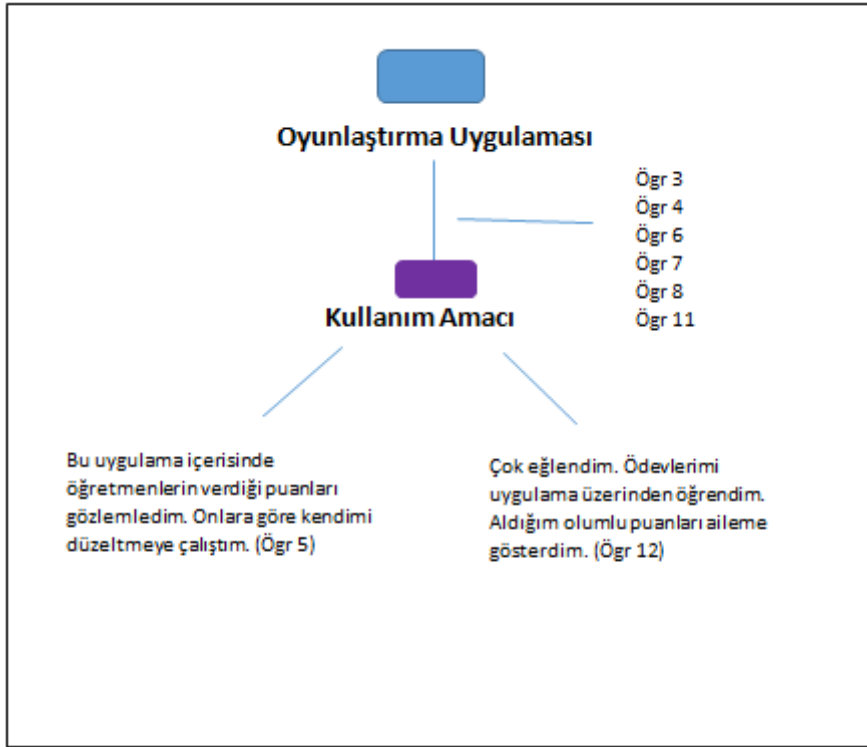 Oyunlaştırma Uygulaması
Ögr 3
Ögr 4
Ögr 6
Ögr 7
Ögr 8
Ögr 11
Kullanım Amacı
Bu uygulama içerisinde
öğretmenlerin verdiği puanları
gözlemledim. Onlara göre kendimi
düzeltmeye çalıştım. (Ögr 5)
Çok eğlendim. Ödevlerimi
uygulama üzerinden öğrendim.
Aldığım olumlu puanları aileme
gösterdim. (Ögr 12)